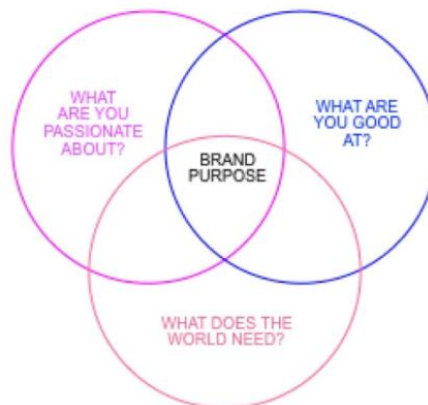 WHAT
ARE YOU
PASSIONATE
ABOUT?
WHAT ARE
YOU GOOD
AT?
BRAND
PURPOSE
WHAT DOES THE
WORLD NEED?